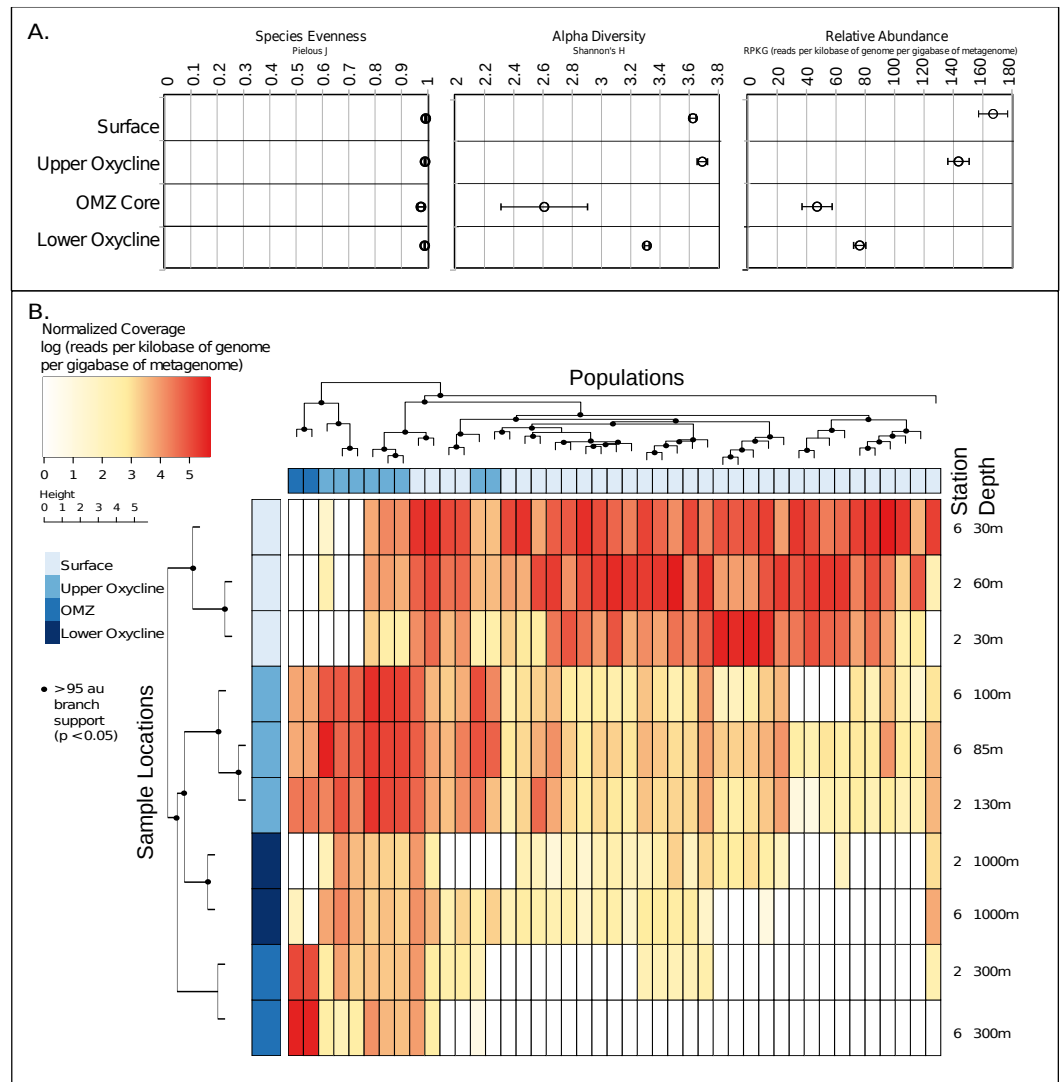 A.
Species Evenness
Pielous J
0 0.1 0.2 0.3 0.4 0.5 0.6 0.7 0.8 0.9 1
Alpha Diversity
Shannon's H
2 2.2 2.4 2.6 2.8 3 3.2 3.4 3.6 3.8
Relative Abundance
RPKG (reads per kilobase of genome per gigabase of metagenome)
0 20 40 60 80 100 120 140 160 180
Surface
Upper Oxycline
OMZ Core
Lower Oxycline
B.
Normalized Coverage
log (reads per kilobase of genome
per gigabase of metagenome)
0 1 2 3 4 5
Height
0 1 2 3 4 5
Surface
Upper Oxycline
OMZ
Lower Oxycline
>95 au
branch
support
(p <0.05)
Populations
Sample Locations
Station Depth
6 30m
2 60m
2 30m
6 100m
6 85m
2 130m
2 1000m
6 1000m
2 300m
6 300m